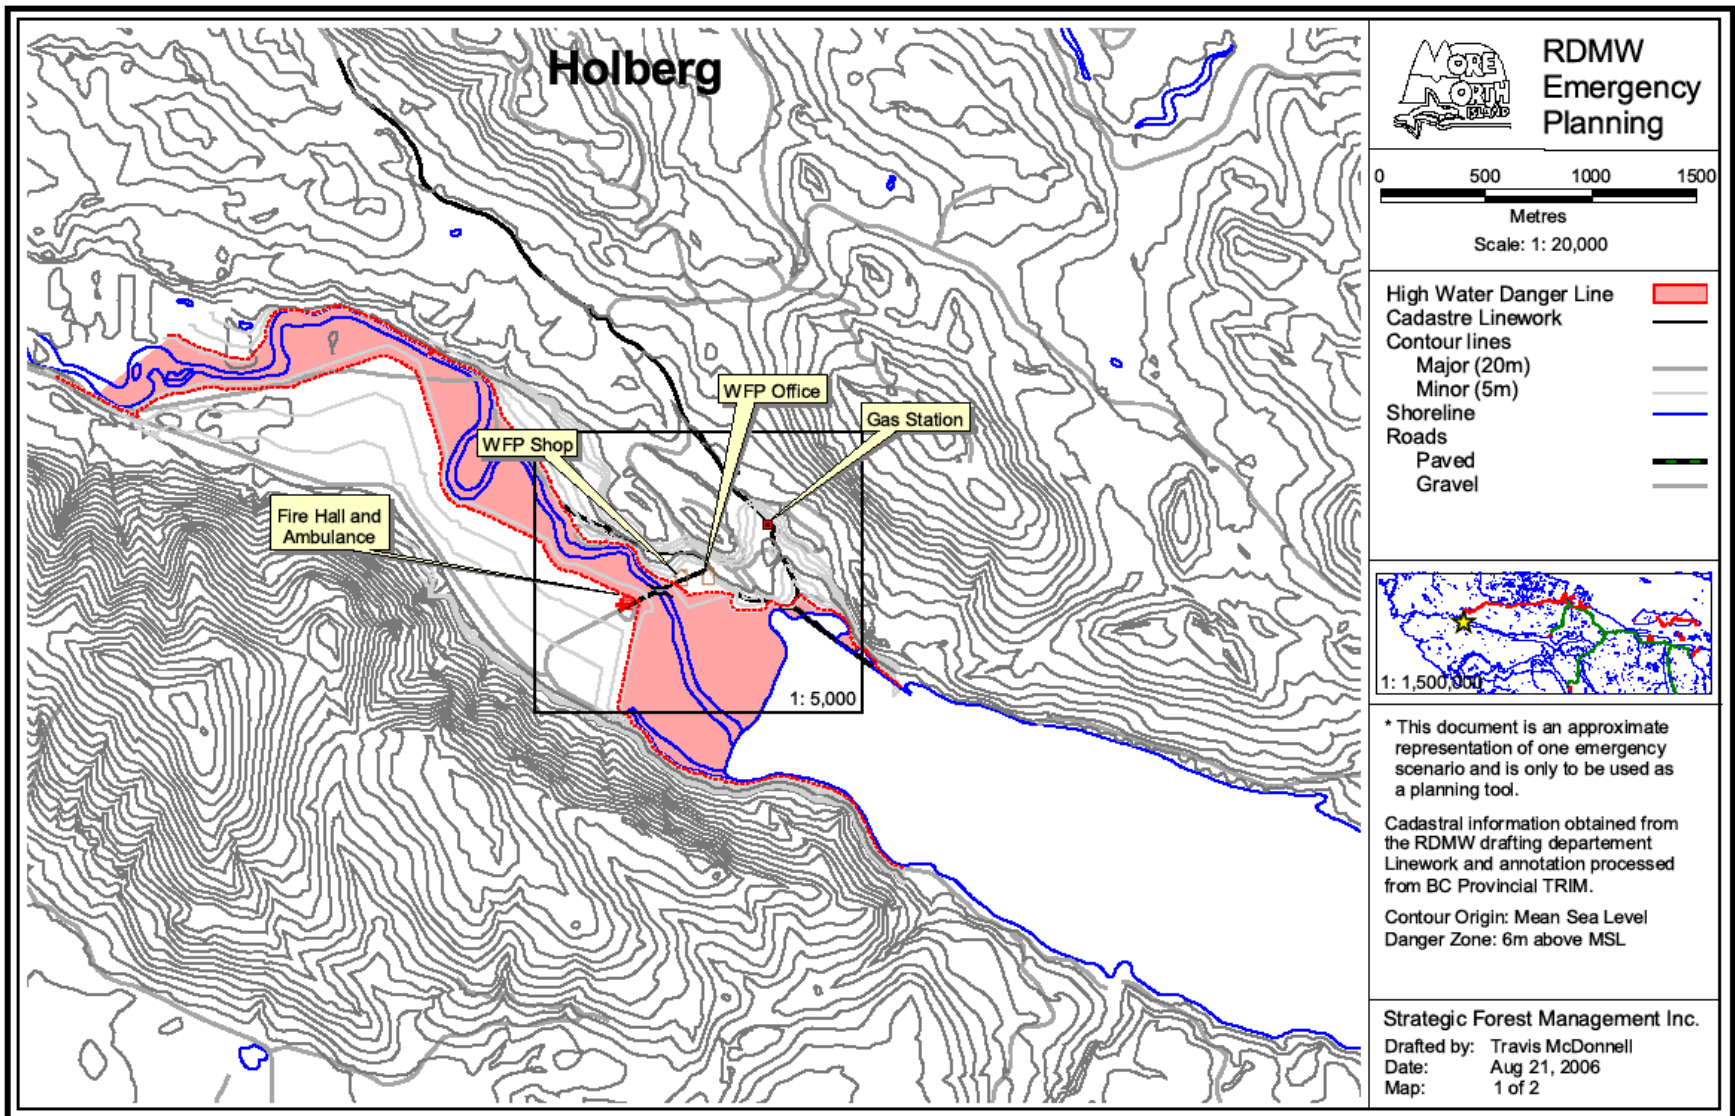 Holberg
WFP Office
Gas Station
WFP Shop
Fire Hall and
Ambulance
1: 5,000
MORE
NORTH
ISLAND
RDMW
Emergency
Planning
0 500 1000 1500
Metres
Scale: 1: 20,000
High Water Danger Line
Cadastre Linework
Contour lines
Major (20m)
Minor (5m)
Shoreline
Roads
Paved
Gravel
1: 1,500,000
* This document is an approximate
representation of one emergency
scenario and is only to be used as
a planning tool.
Cadastral information obtained from
the RDMW drafting departement
Linework and annotation processed
from BC Provincial TRIM.
Contour Origin: Mean Sea Level
Danger Zone: 6m above MSL
Strategic Forest Management Inc.
Drafted by: Travis McDonnell
Date: Aug 21, 2006
Map: 1 of 2